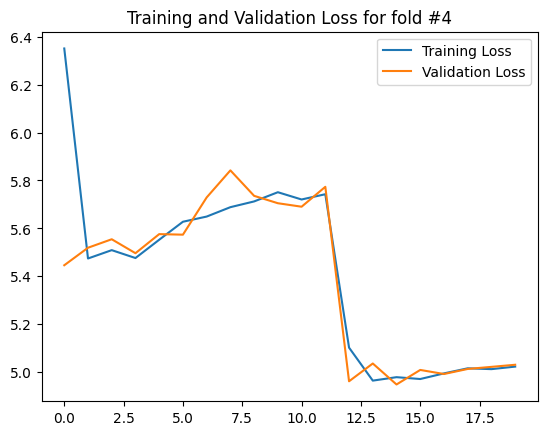 Training and Validation Loss for fold #4
Training Loss
Validation Loss
6.4
6.2
6.0
5.8
5.6
5.4
5.2
5.0
0.0 2.5 5.0 7.5 10.0 12.5 15.0 17.5